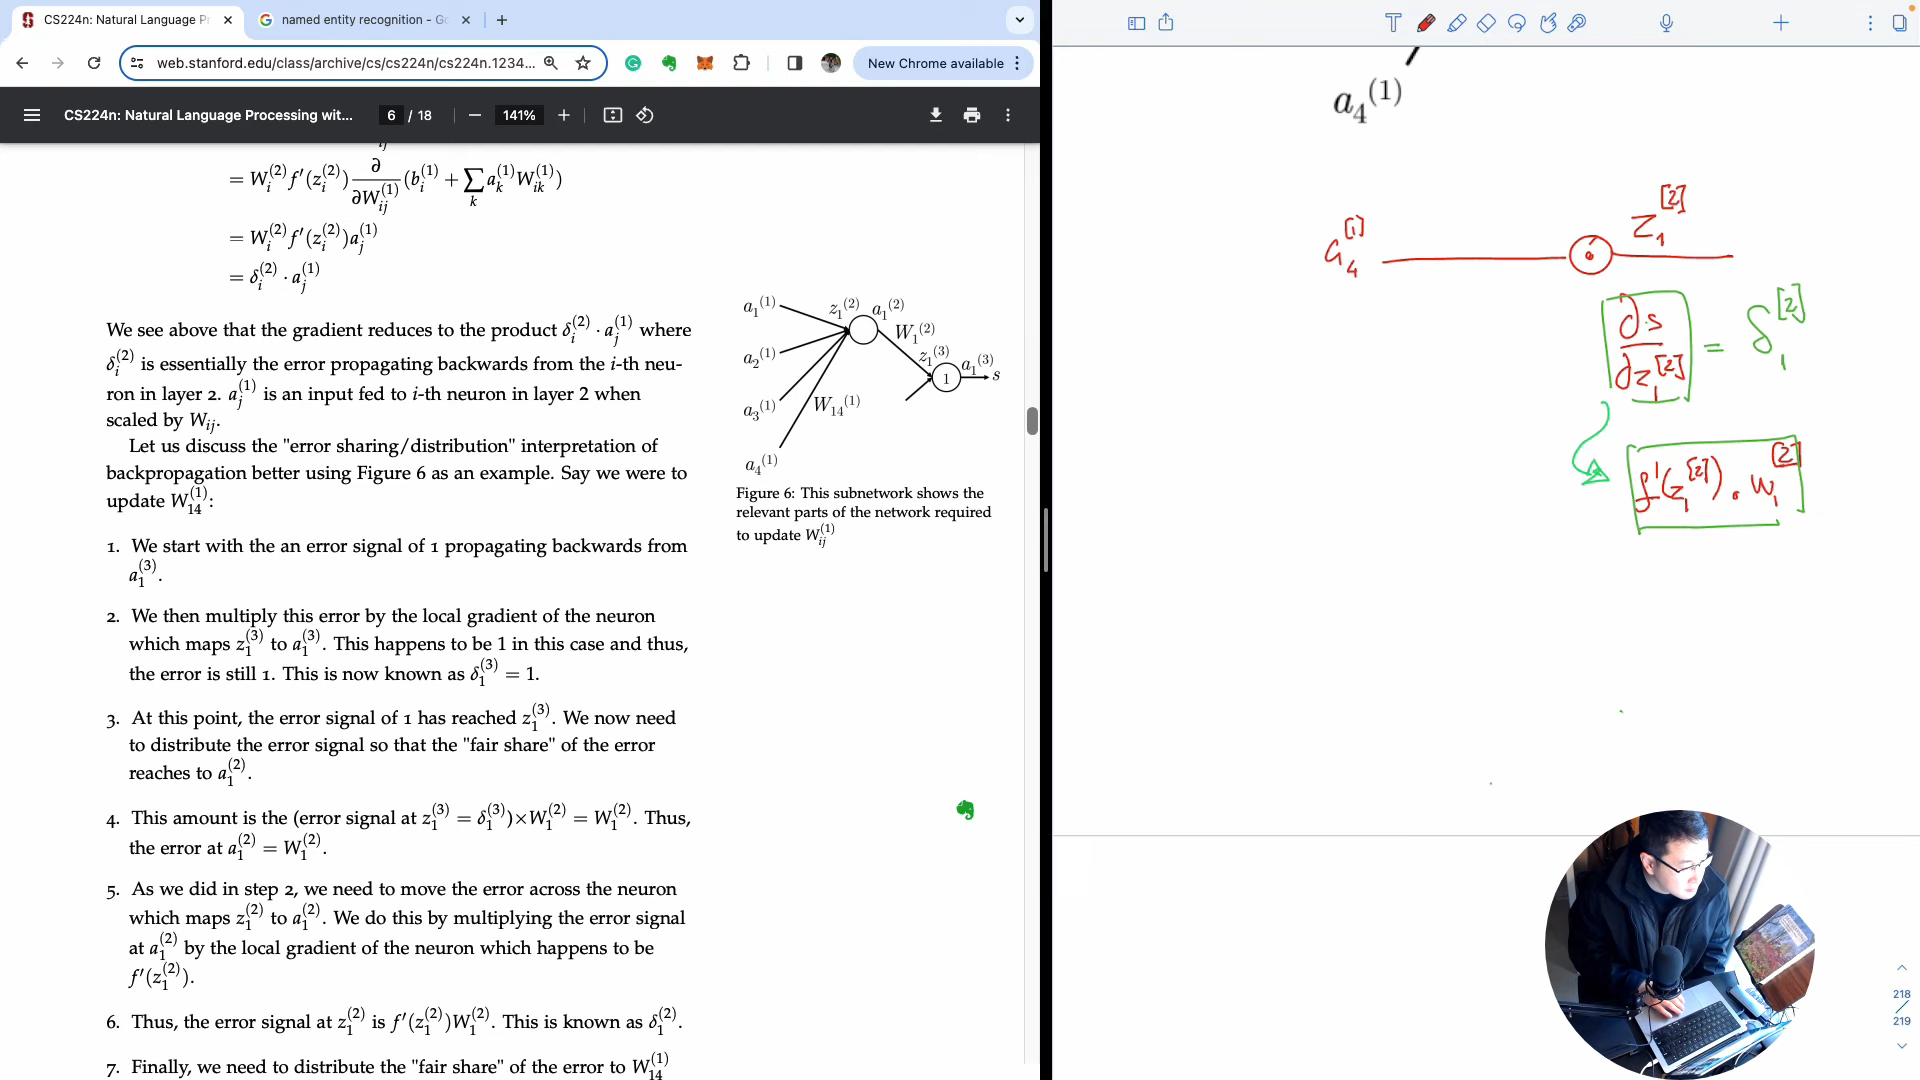 CS224n: Natural Language Pr
named entity recognition - Go
web.stanford.edu/class/archive/cs/cs224n/cs224n.1234...
New Chrome available
CS224n: Natural Language Processing wit...
6 / 18
141%
ij
= W_i^{(2)} f'(z_i^{(2)}) ∂/∂W_{ij}^{(1)} (b_i^{(1)} + ∑_k a_k^{(1)} W_{ik}^{(1)})
= W_i^{(2)} f'(z_i^{(2)}) a_j^{(1)}
= δ_i^{(2)} · a_j^{(1)}
We see above that the gradient reduces to the product δ_i^{(2)} · a_j^{(1)} where
δ_i^{(2)} is essentially the error propagating backwards from the i-th neu-
ron in layer 2. a_j^{(1)} is an input fed to i-th neuron in layer 2 when
scaled by W_{ij}.
Let us discuss the "error sharing/distribution" interpretation of
backpropagation better using Figure 6 as an example. Say we were to
update W_{14}^{(1)}:
1. We start with the an error signal of 1 propagating backwards from
a_1^{(3)}.
2. We then multiply this error by the local gradient of the neuron
which maps z_1^{(3)} to a_1^{(3)}. This happens to be 1 in this case and thus,
the error is still 1. This is now known as δ_1^{(3)} = 1.
3. At this point, the error signal of 1 has reached z_1^{(3)}. We now need
to distribute the error signal so that the "fair share" of the error
reaches to a_1^{(2)}.
4. This amount is the (error signal at z_1^{(3)} = δ_1^{(3)})×W_1^{(2)} = W_1^{(2)}. Thus,
the error at a_1^{(2)} = W_1^{(2)}.
5. As we did in step 2, we need to move the error across the neuron
which maps z_1^{(2)} to a_1^{(2)}. We do this by multiplying the error signal
at a_1^{(2)} by the local gradient of the neuron which happens to be
f'(z_1^{(2)}).
6. Thus, the error signal at z_1^{(2)} is f'(z_1^{(2)})W_1^{(2)}. This is known as δ_1^{(2)}.
7. Finally, we need to distribute the "fair share" of the error to W_{14}^{(1)}
a_1^{(1)}
z_1^{(2)}
a_1^{(2)}
W_1^{(2)}
a_2^{(1)}
z_1^{(3)}
a_1^{(3)}
1
s
a_3^{(1)}
W_{14}^{(1)}
a_4^{(1)}
Figure 6: This subnetwork shows the
relevant parts of the network required
to update W_{ij}^{(1)}
a_4^{(1)}
a_4^{[1]}
z_1^{[2]}
∂s/∂z_1^{[2]} = δ_1^{[2]}
f'(z_1^{[2]}) · W_1^{[2]}
218
219